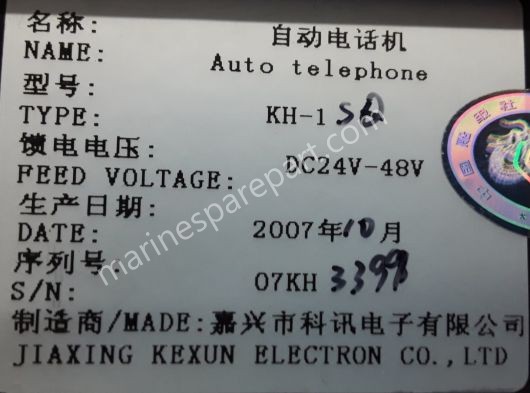 名称:
自动电话机
NAME:
Auto telephone
型号:
TYPE:
KH-1
馈电电压:
FEED VOLTAGE:
DC24V-48V
生产日期:
DATE:
2007年10月
序列号:
S/N:
07KH 3399
制造商/MADE:嘉兴市科讯电子有限公司
JIAXING KEXUN ELECTRON CO.,LTD
marinesparepart.com